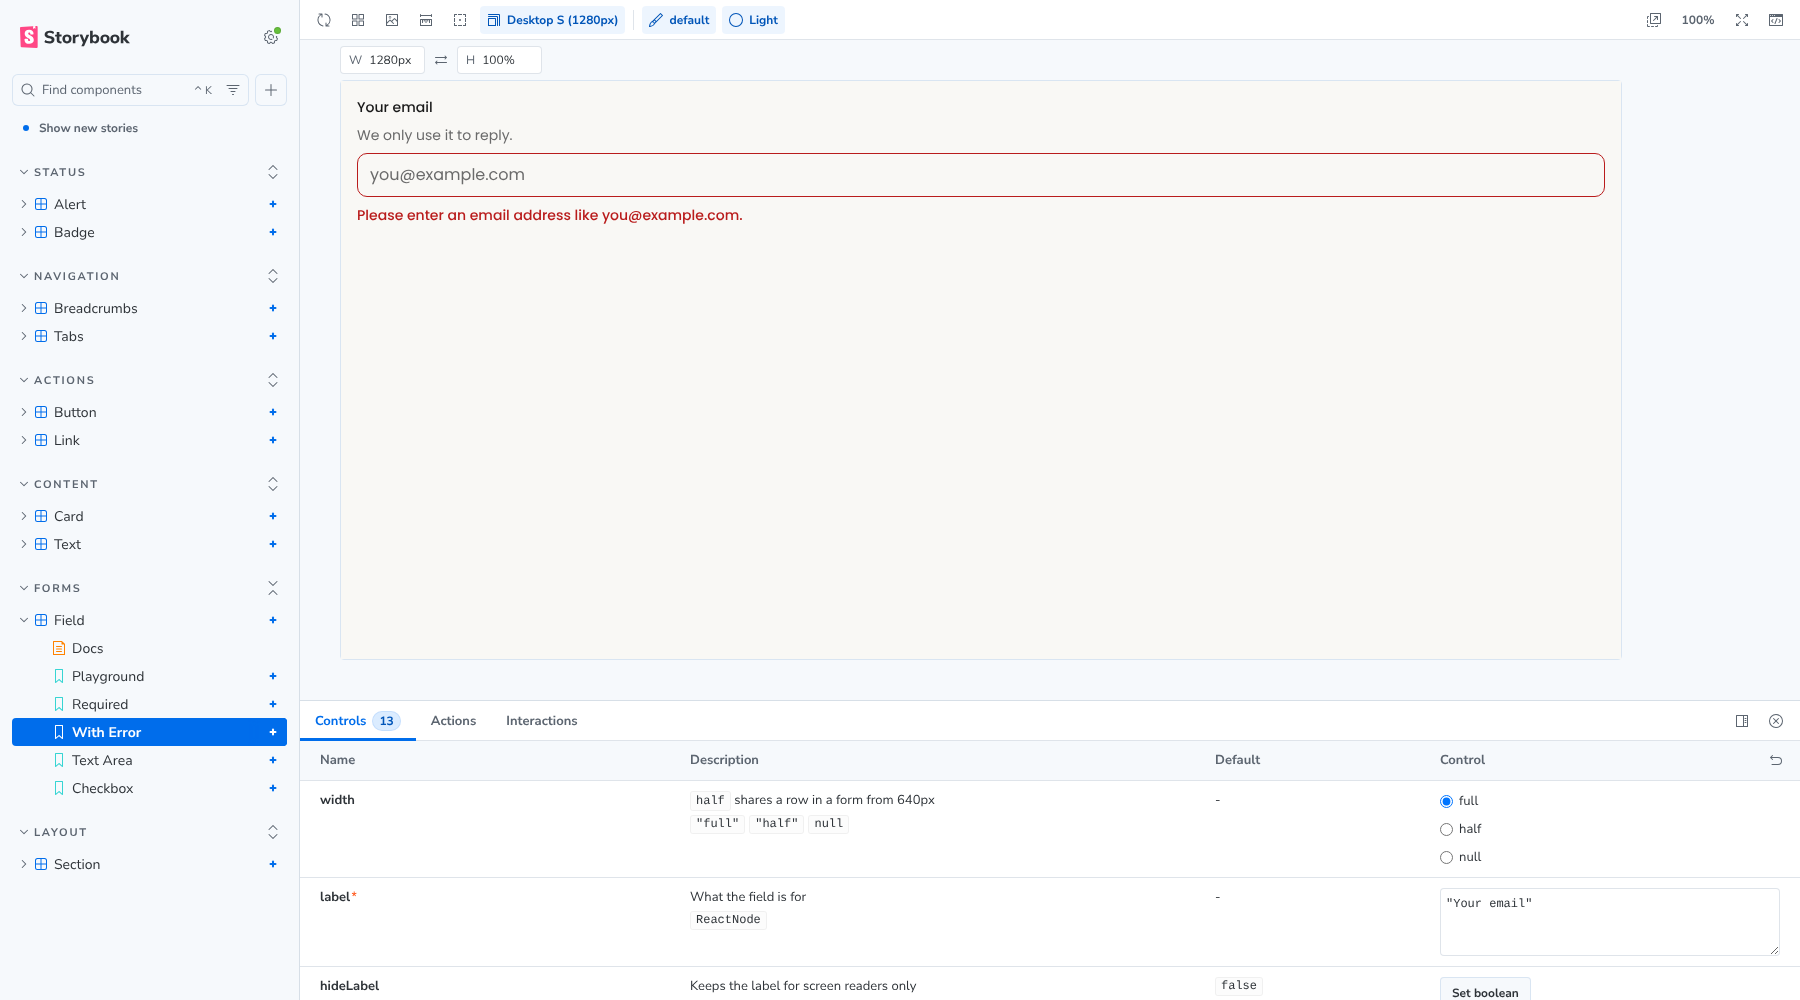 Storybook
Find components
^ K
Show new stories
STATUS
Alert
Badge
NAVIGATION
Breadcrumbs
Tabs
ACTIONS
Button
Link
CONTENT
Card
Text
FORMS
Field
Docs
Playground
Required
With Error
Text Area
Checkbox
LAYOUT
Section
Desktop S (1280px)
default
Light
100%
W 1280px
H 100%
Your email
We only use it to reply.
you@example.com
Please enter an email address like you@example.com.
Controls 13
Actions
Interactions
Name Description Default Control
width
half shares a row in a form from 640px
"full" "half" null
-
full
half
null
label*
What the field is for
ReactNode
-
"Your email"
hideLabel
Keeps the label for screen readers only
false
Set boolean